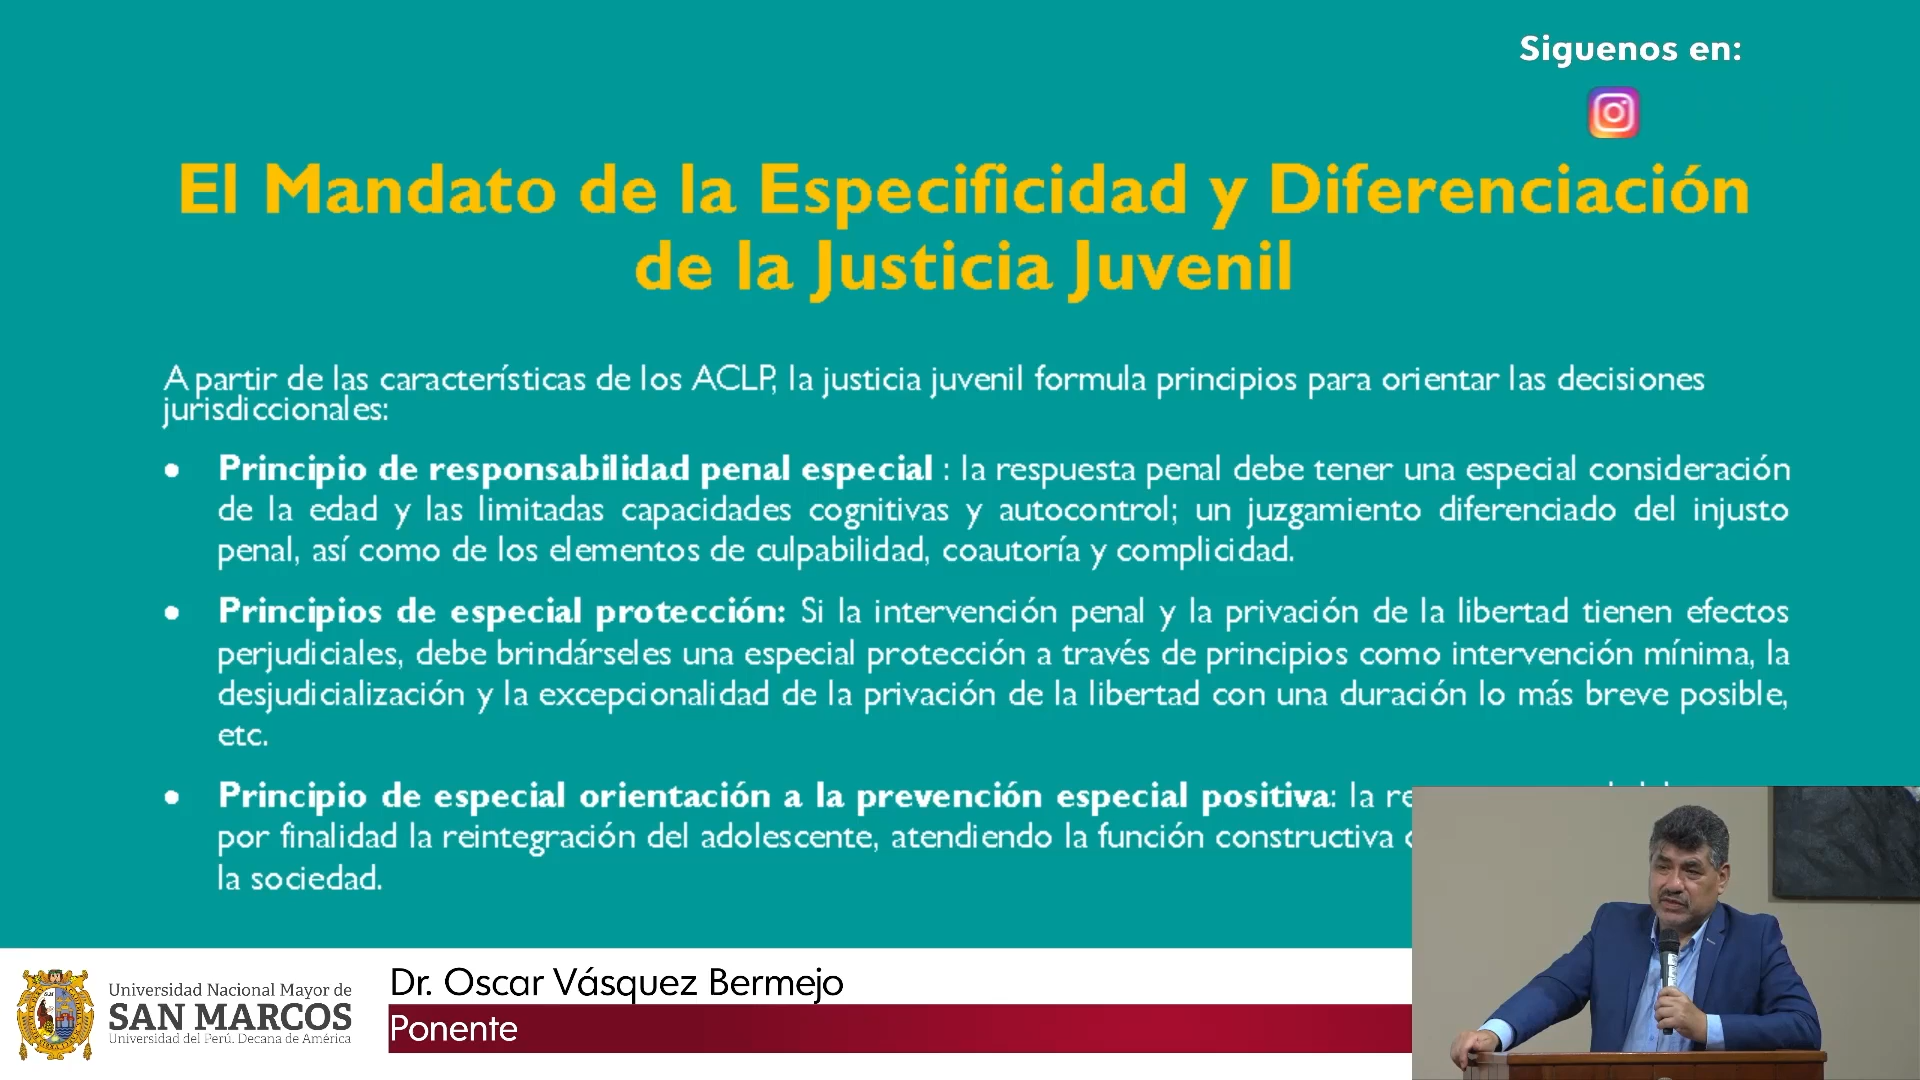 Siguenos en:
El Mandato de la Especificidad y Diferenciación
de la Justicia Juvenil
A partir de las características de los ACLP, la justicia juvenil formula principios para orientar las decisiones
jurisdiccionales:
• Principio de responsabilidad penal especial : la respuesta penal debe tener una especial consideración
de la edad y las limitadas capacidades cognitivas y autocontrol; un juzgamiento diferenciado del injusto
penal, así como de los elementos de culpabilidad, coautoría y complicidad.
• Principios de especial protección: Si la intervención penal y la privación de la libertad tienen efectos
perjudiciales, debe brindárseles una especial protección a través de principios como intervención mínima, la
desjudicialización y la excepcionalidad de la privación de la libertad con una duración lo más breve posible,
etc.
• Principio de especial orientación a la prevención especial positiva: la
por finalidad la reintegración del adolescente, atendiendo la función constructiva
la sociedad.
Dr. Oscar Vásquez Bermejo
Ponente
Universidad Nacional Mayor de
SAN MARCOS
Universidad del Perú. Decana de América